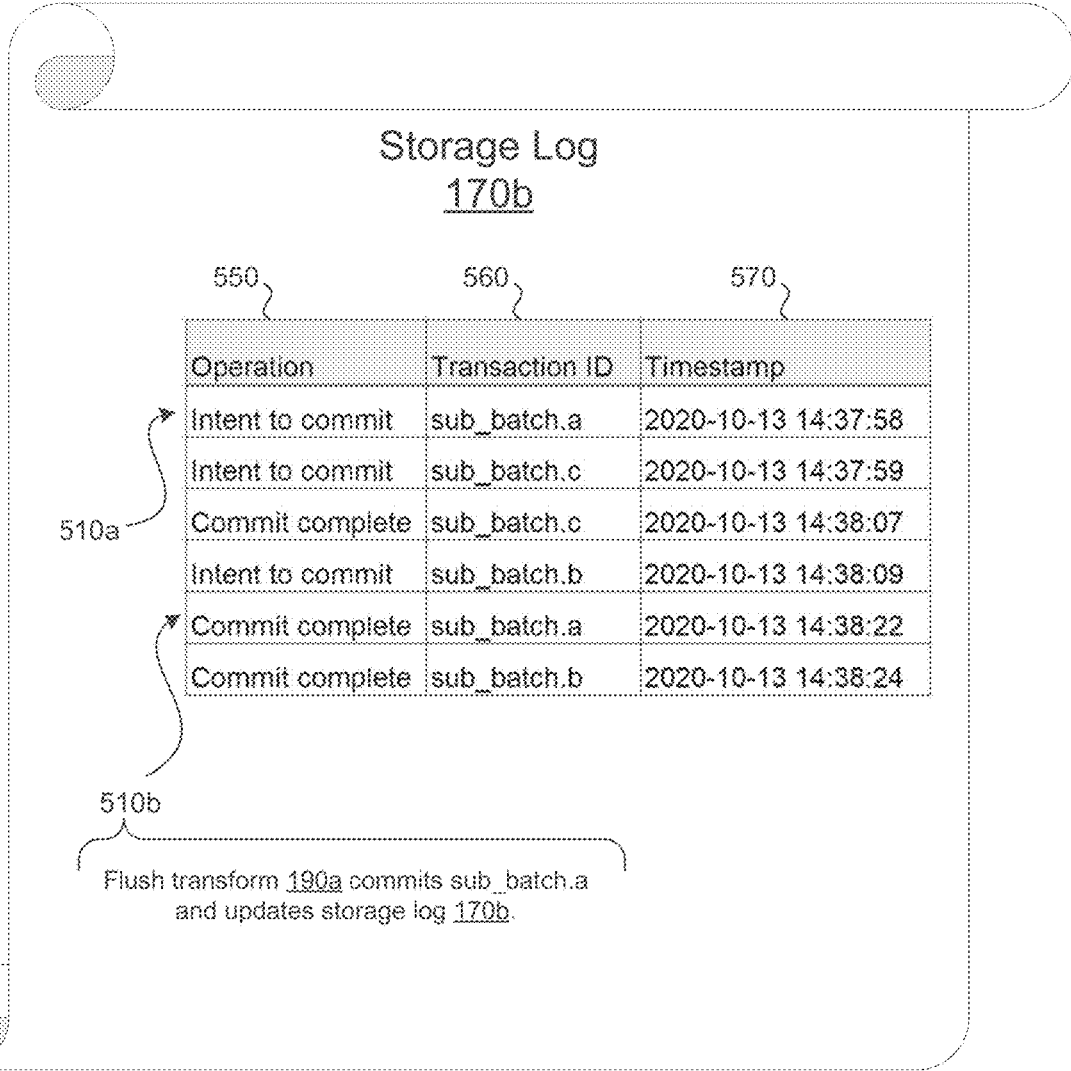 Storage Log
170b
550 560 570
Operation Transaction ID Timestamp
Intent to commit sub_batch.a 2020-10-13 14:37:58
Intent to commit sub_batch.c 2020-10-13 14:37:59
510a
Commit complete sub_batch.c 2020-10-13 14:38:07
Intent to commit sub_batch.b 2020-10-13 14:38:09
Commit complete sub_batch.a 2020-10-13 14:38:22
Commit complete sub_batch.b 2020-10-13 14:38:24
510b
Flush transform 190a commits sub_batch.a
and updates storage log 170b.